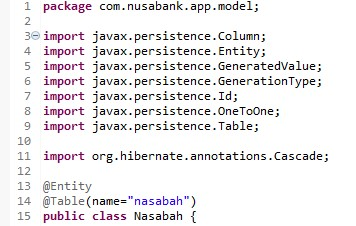 1 package com.nusabank.app.model;
2
3 import javax.persistence.Column;
4 import javax.persistence.Entity;
5 import javax.persistence.GeneratedValue;
6 import javax.persistence.GenerationType;
7 import javax.persistence.Id;
8 import javax.persistence.OneToOne;
9 import javax.persistence.Table;
10
11 import org.hibernate.annotations.Cascade;
12
13 @Entity
14 @Table(name="nasabah")
15 public class Nasabah {